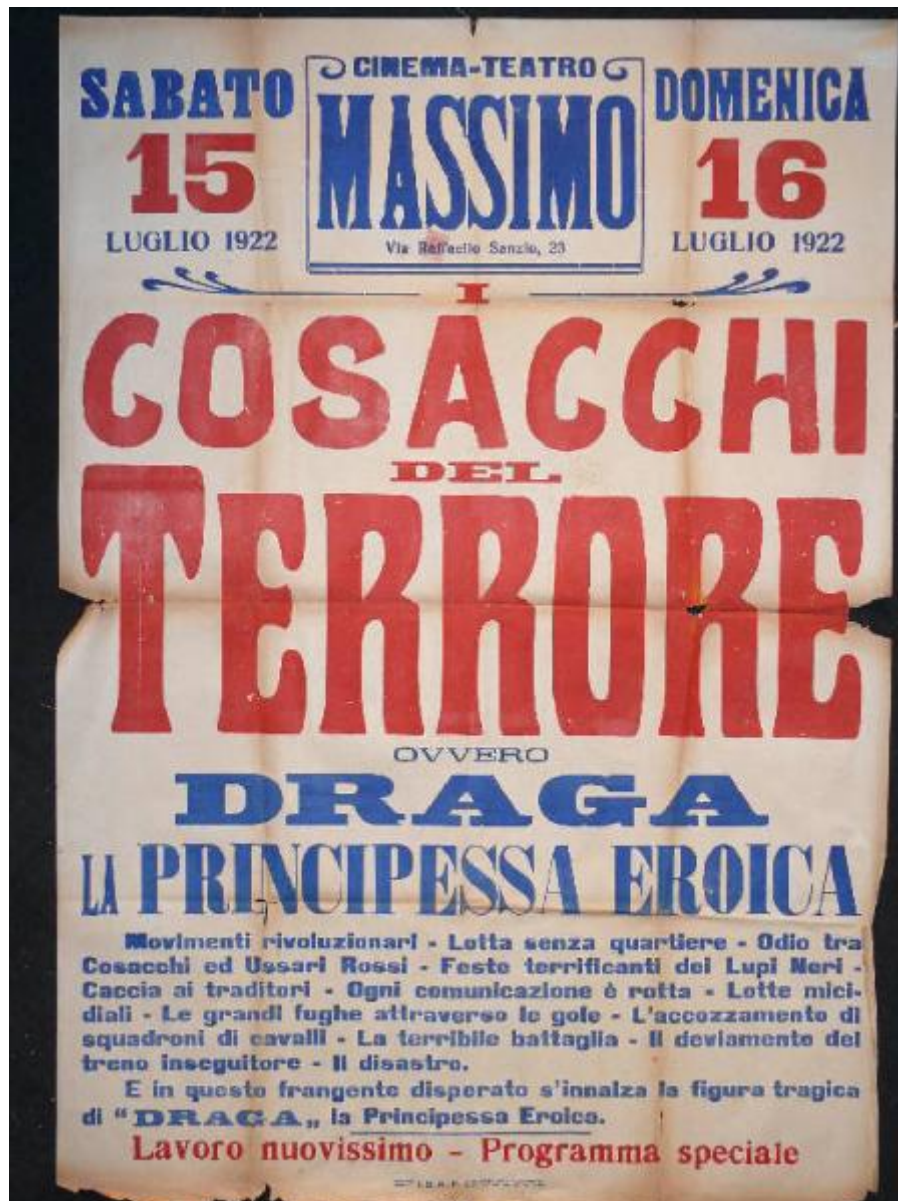 SABATO
15
LUGLIO 1922
CINEMA-TEATRO
MASSIMO
Via Raffaello Sanzio, 23
DOMENICA
16
LUGLIO 1922
I
COSACCHI
DEL
TERRORE
OVVERO
DRAGA
LA PRINCIPESSA EROICA
Movimenti rivoluzionari - Lotta senza quartiere - Odio tra
Cosacchi ed Ussari Rossi - Feste terrificanti dei Lupi Neri -
Caccia ai traditori - Ogni comunicazione è rotta - Lotte mici-
diali - Le grandi fughe attraverso le gole - L'accozzamento di
squadroni di cavalli - La terribile battaglia - Il deviamento del
treno inseguitore - Il disastro.
E in questo frangente disperato s'innalza la figura tragica
di “DRAGA„ la Principessa Eroica.
Lavoro nuovissimo - Programma speciale